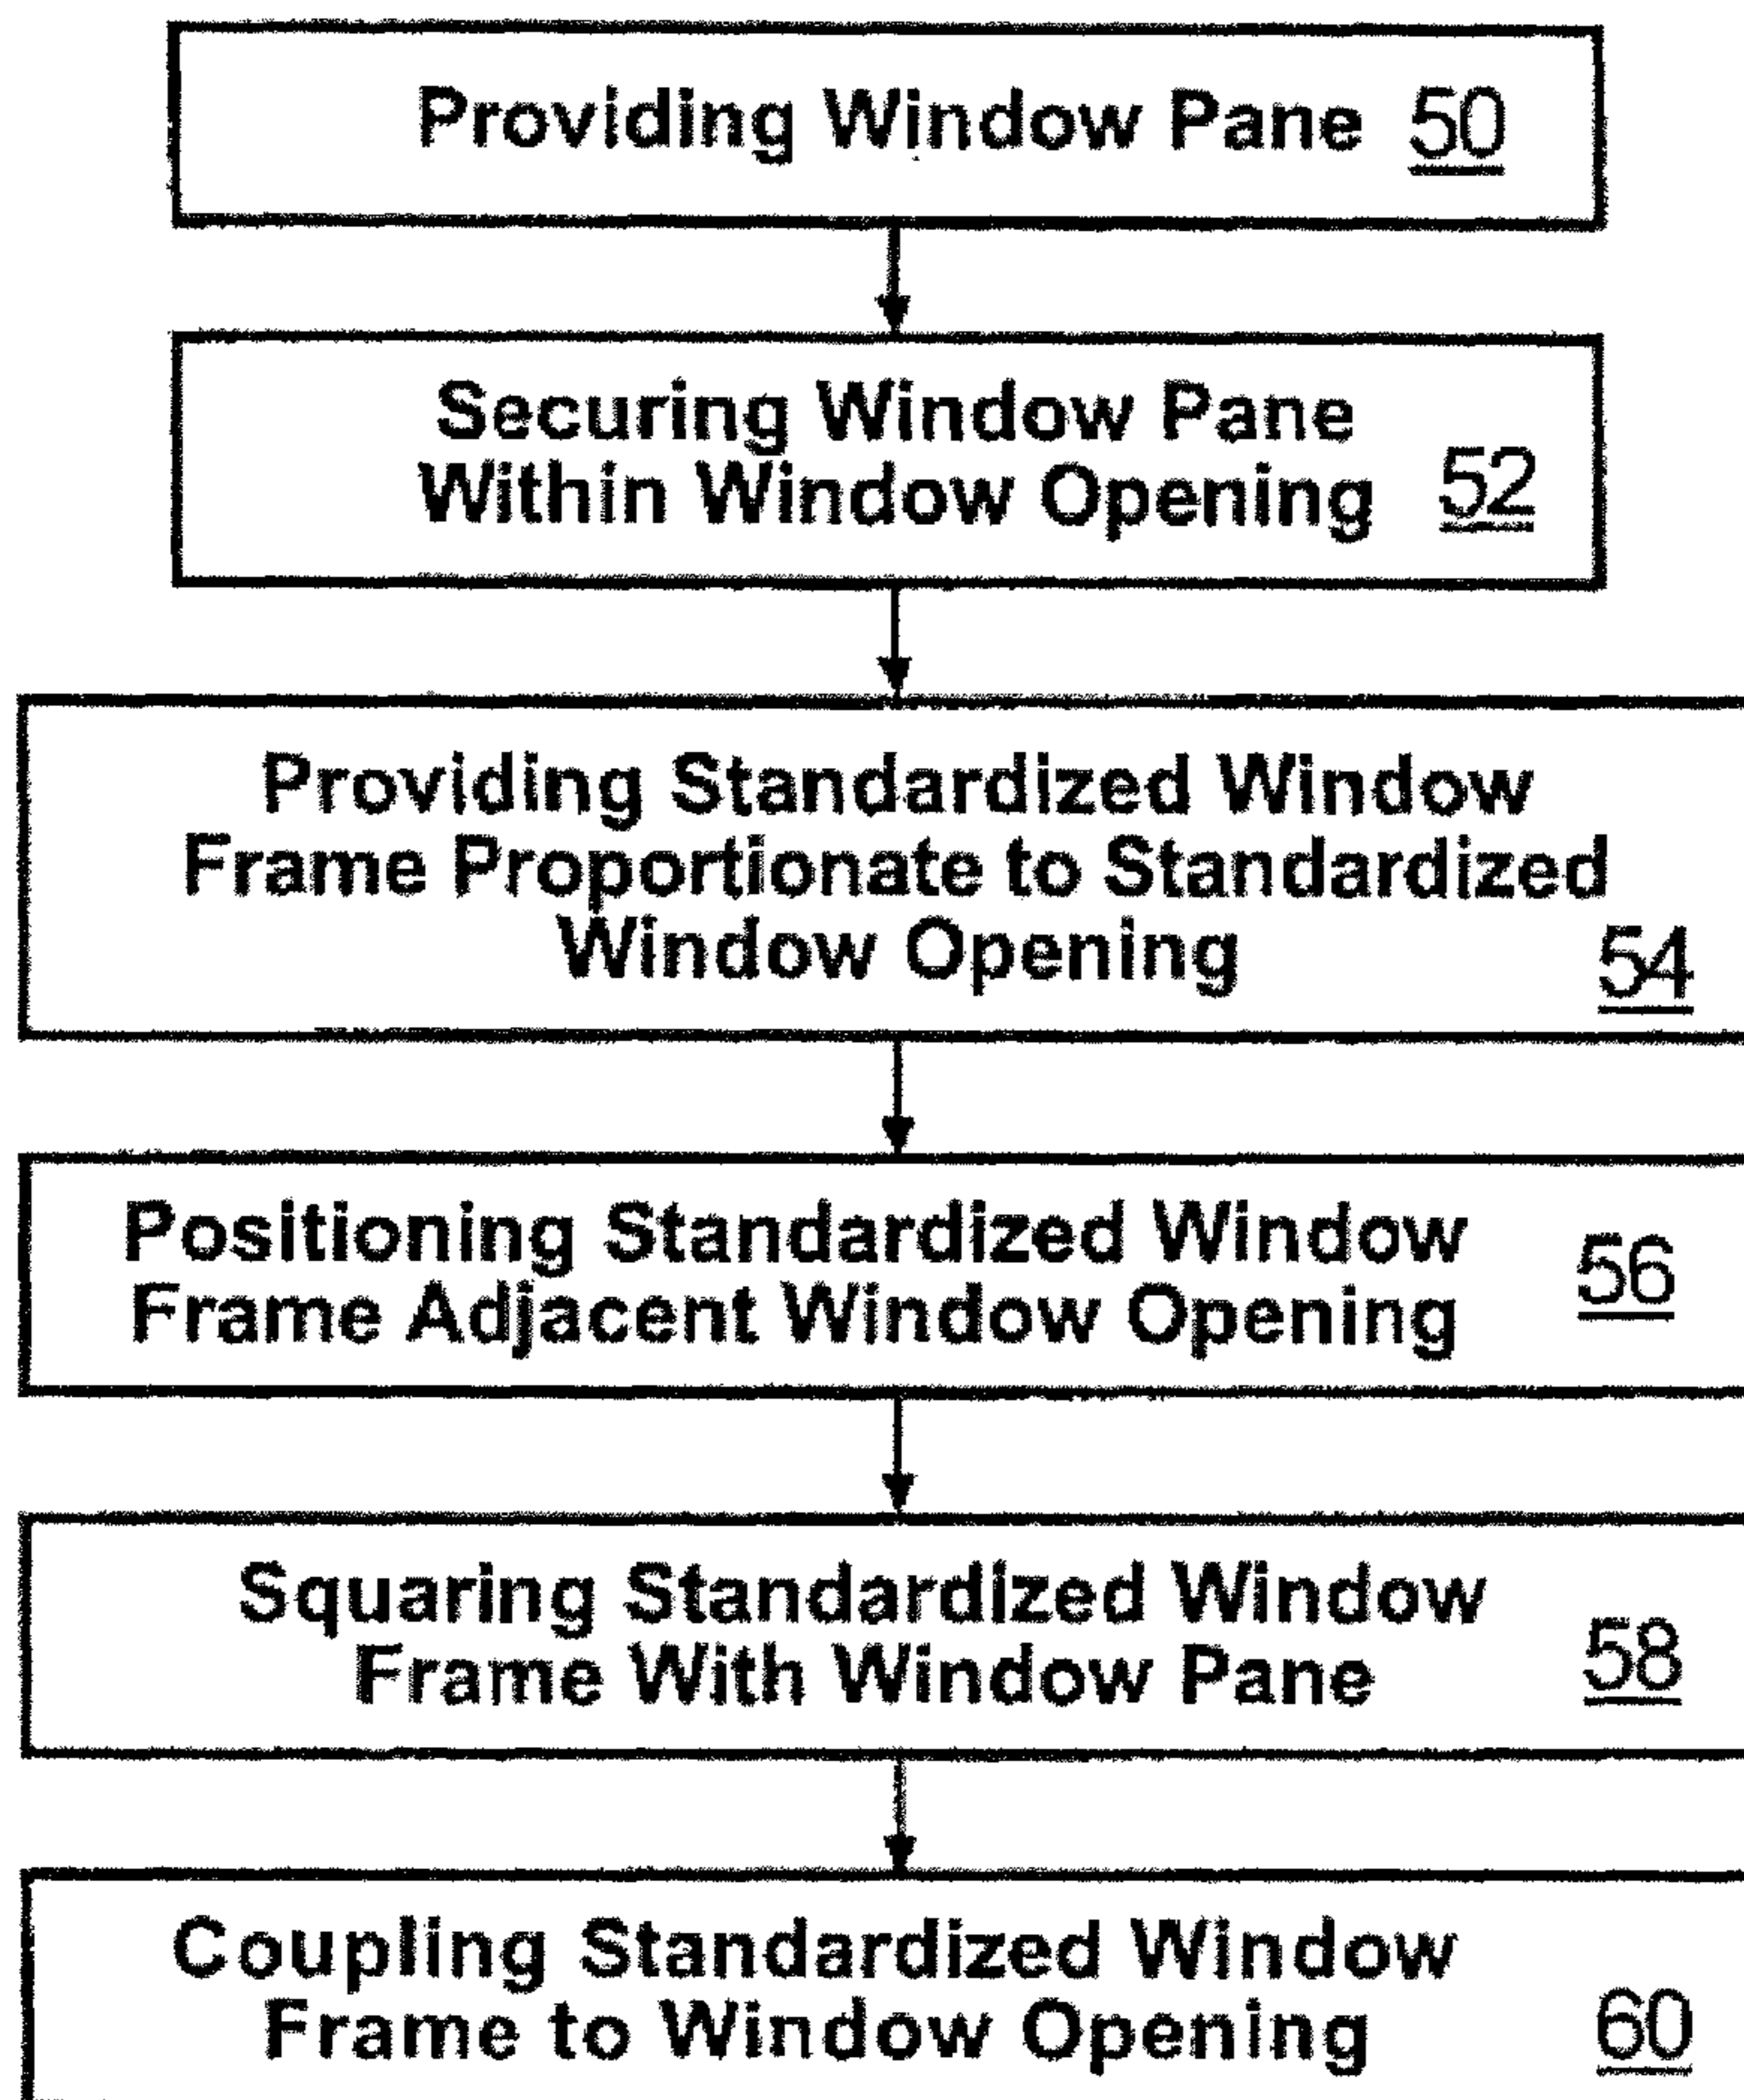 Providing Window Pane 50
Securing Window Pane
Within Window Opening 52
Providing Standardized Window
Frame Proportionate to Standardized
Window Opening 54
Positioning Standardized Window
Frame Adjacent Window Opening 56
Squaring Standardized Window
Frame With Window Pane 58
Coupling Standardized Window
Frame to Window Opening 60